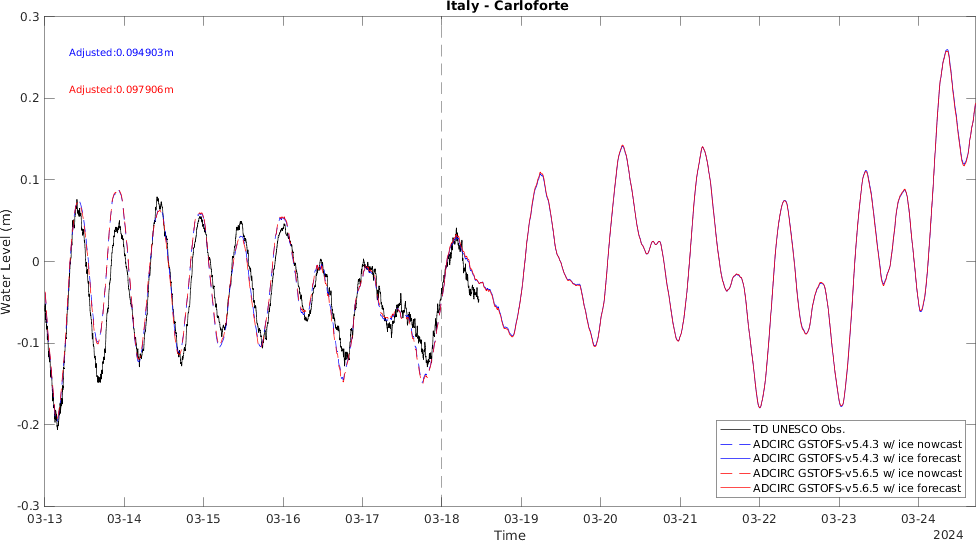 Italy - Carloforte
0.3
Adjusted:0.094903m
Adjusted:0.097906m
0.2
0.1
0
-0.1
-0.2
-0.3
Water Level (m)
TD UNESCO Obs.
ADCIRC GSTOFS-v5.4.3 w/ ice nowcast
ADCIRC GSTOFS-v5.4.3 w/ ice forecast
ADCIRC GSTOFS-v5.6.5 w/ ice nowcast
ADCIRC GSTOFS-v5.6.5 w/ ice forecast
03-13 03-14 03-15 03-16 03-17 03-18 03-19 03-20 03-21 03-22 03-23 03-24
Time
2024